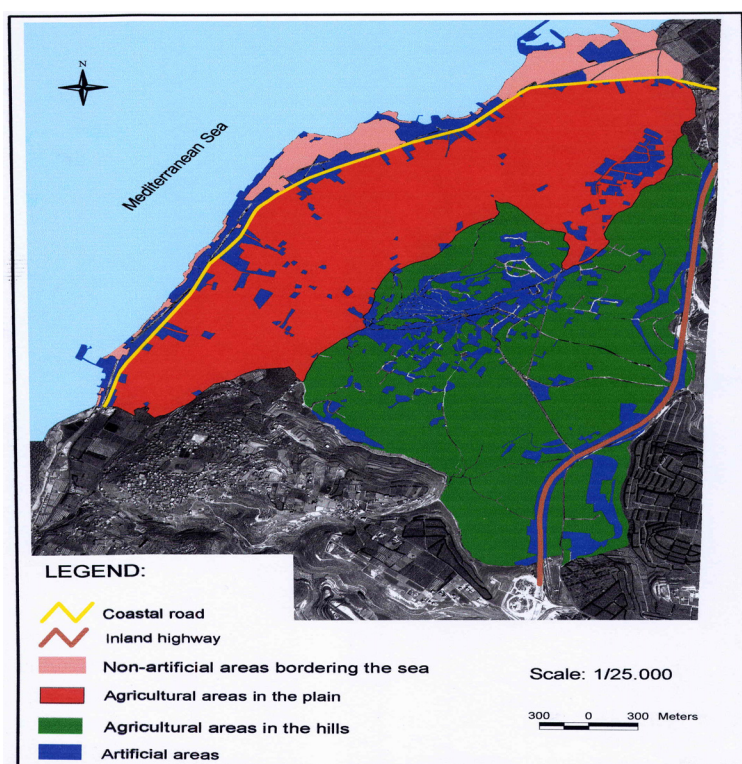 N
Mediterranean Sea
LEGEND:
Coastal road
Inland highway
Non-artificial areas bordering the sea
Agricultural areas in the plain
Agricultural areas in the hills
Artificial areas
Scale: 1/25.000
300 0 300 Meters